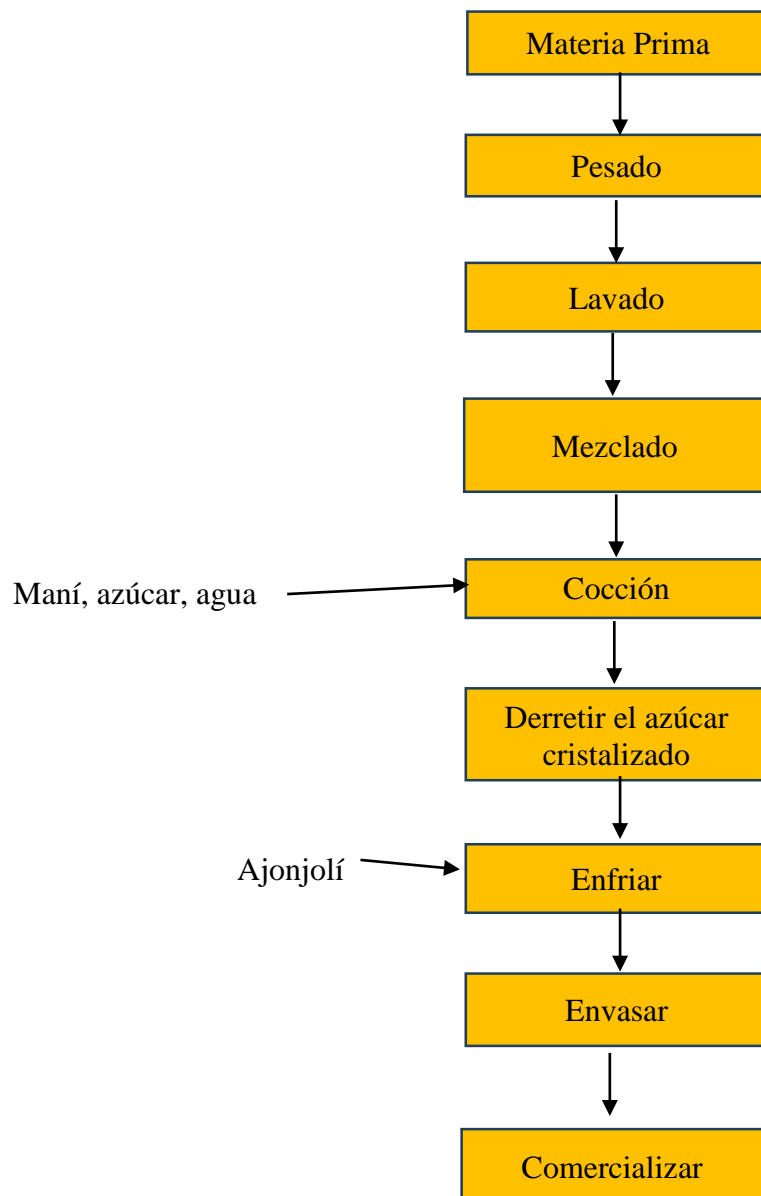 Materia Prima
Pesado
Lavado
Mezclado
Maní, azúcar, agua
Cocción
Derretir el azúcar
cristalizado
Ajonjolí
Enfriar
Envasar
Comercializar